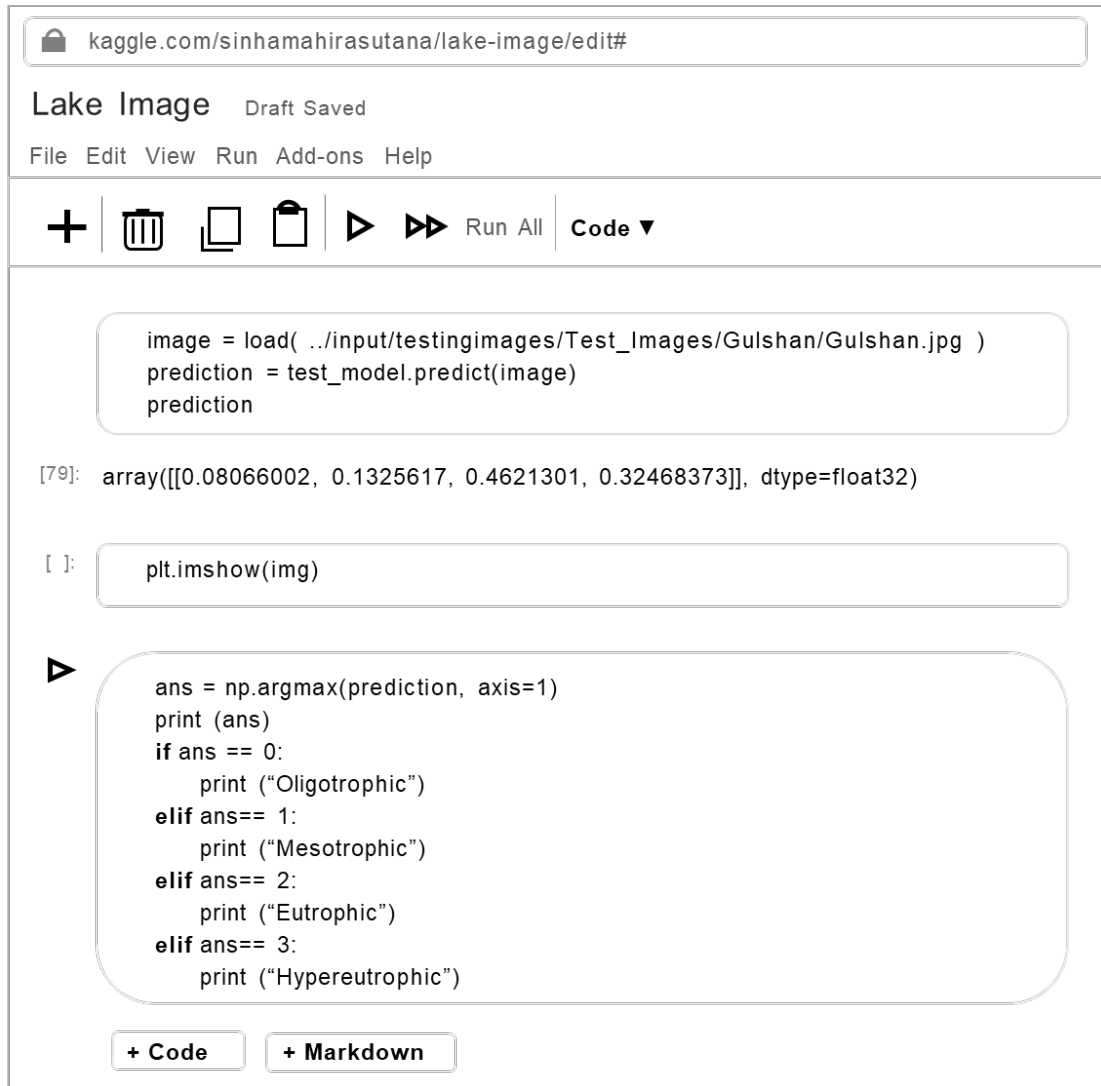 kaggle.com/sinhamahirasutana/lake-image/edit#
Lake Image Draft Saved
File Edit View Run Add-ons Help
Run All Code ▼
image = load( ../input/testingimages/Test_Images/Gulshan/Gulshan.jpg )
prediction = test_model.predict(image)
prediction
[79]: array([[0.08066002, 0.1325617, 0.4621301, 0.32468373]], dtype=float32)
[ ]: plt.imshow(img)
ans = np.argmax(prediction, axis=1)
print (ans)
if ans == 0:
print (“Oligotrophic”)
elif ans== 1:
print (“Mesotrophic”)
elif ans== 2:
print (“Eutrophic”)
elif ans== 3:
print (“Hypereutrophic”)
+ Code + Markdown